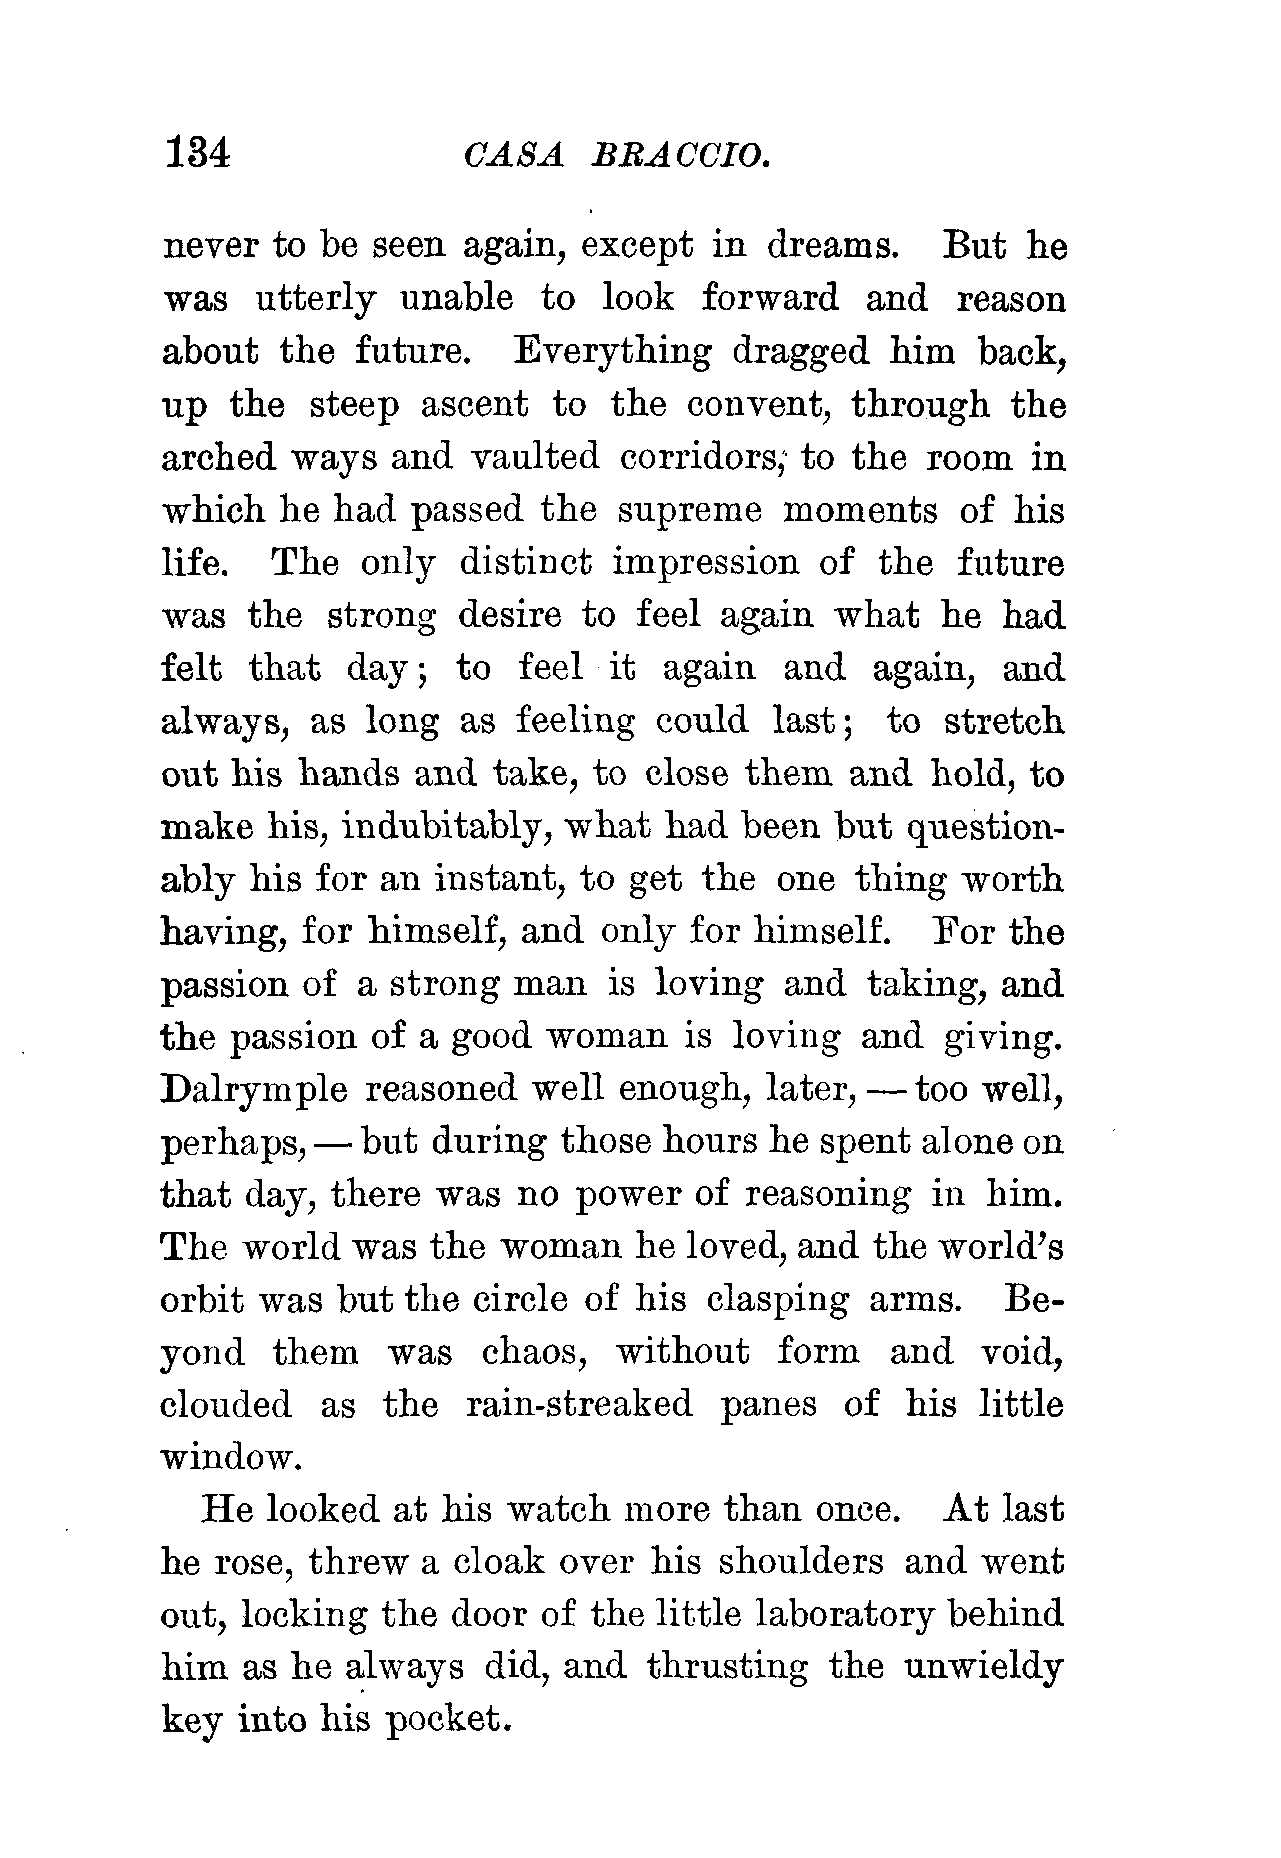 134 CASA BRACCIO.
never to be seen again, except in dreams. But he
was utterly unable to look forward and reason
about the future. Everything dragged him back,
up the steep ascent to the convent, through the
arched ways and vaulted corridors, to the room in
which he had passed the supreme moments of his
life. The only distinct impression of the future
was the strong desire to feel again what he had
felt that day; to feel it again and again, and
always, as long as feeling could last; to stretch
out his hands and take, to close them and hold, to
make his, indubitably, what had been but question-
ably his for an instant, to get the one thing worth
having, for himself, and only for himself. For the
passion of a strong man is loving and taking, and
the passion of a good woman is loving and giving.
Dalrymple reasoned well enough, later, — too well,
perhaps, — but during those hours he spent alone on
that day, there was no power of reasoning in him.
The world was the woman he loved, and the world's
orbit was but the circle of his clasping arms. Be-
yond them was chaos, without form and void,
clouded as the rain-streaked panes of his little
window.
He looked at his watch more than once. At last
he rose, threw a cloak over his shoulders and went
out, locking the door of the little laboratory behind
him as he always did, and thrusting the unwieldy
key into his pocket.